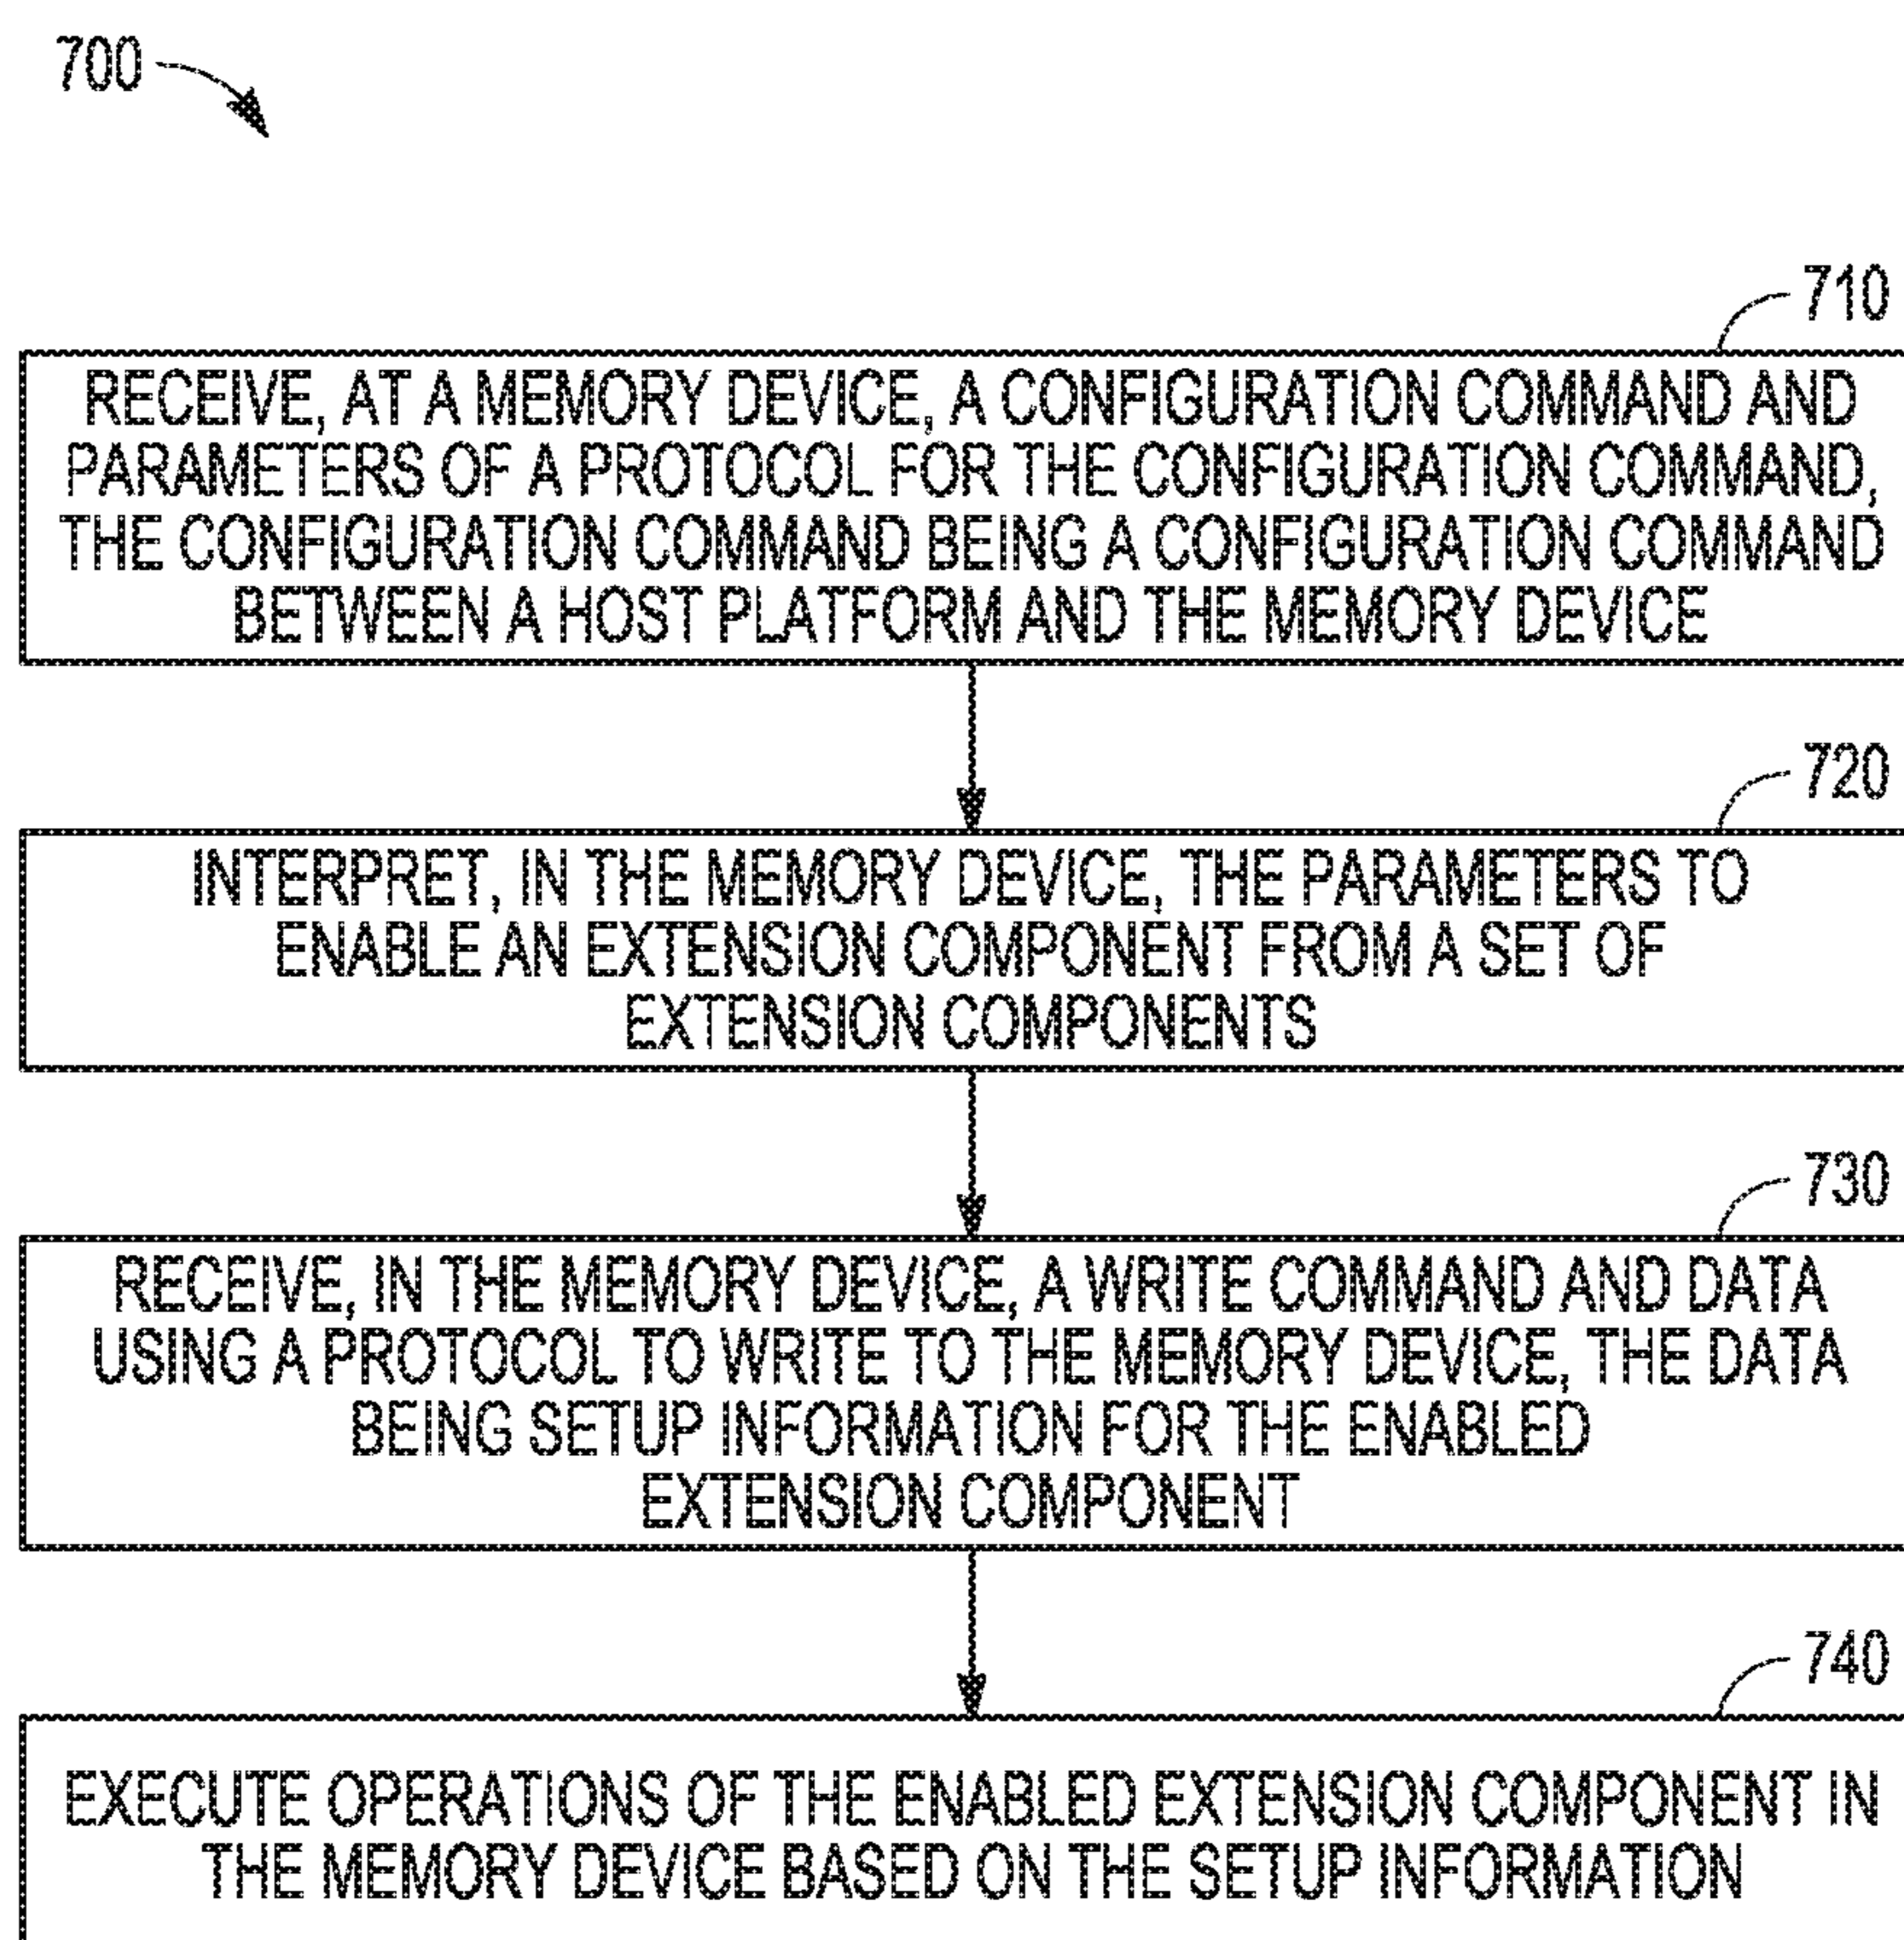 700
710
RECEIVE, AT A MEMORY DEVICE, A CONFIGURATION COMMAND AND
PARAMETERS OF A PROTOCOL FOR THE CONFIGURATION COMMAND,
THE CONFIGURATION COMMAND BEING A CONFIGURATION COMMAND
BETWEEN A HOST PLATFORM AND THE MEMORY DEVICE
720
INTERPRET, IN THE MEMORY DEVICE, THE PARAMETERS TO
ENABLE AN EXTENSION COMPONENT FROM A SET OF
EXTENSION COMPONENTS
730
RECEIVE, IN THE MEMORY DEVICE, A WRITE COMMAND AND DATA
USING A PROTOCOL TO WRITE TO THE MEMORY DEVICE, THE DATA
BEING SETUP INFORMATION FOR THE ENABLED
EXTENSION COMPONENT
740
EXECUTE OPERATIONS OF THE ENABLED EXTENSION COMPONENT IN
THE MEMORY DEVICE BASED ON THE SETUP INFORMATION